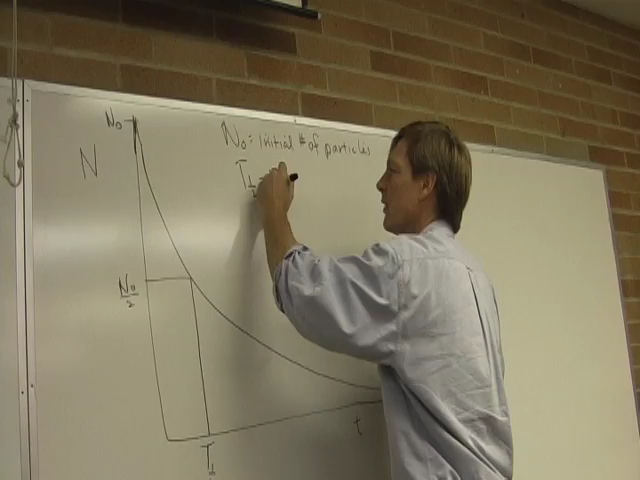 N₀
N₀ = initial # of particles
N
T½ =
N₀/2
t
T½